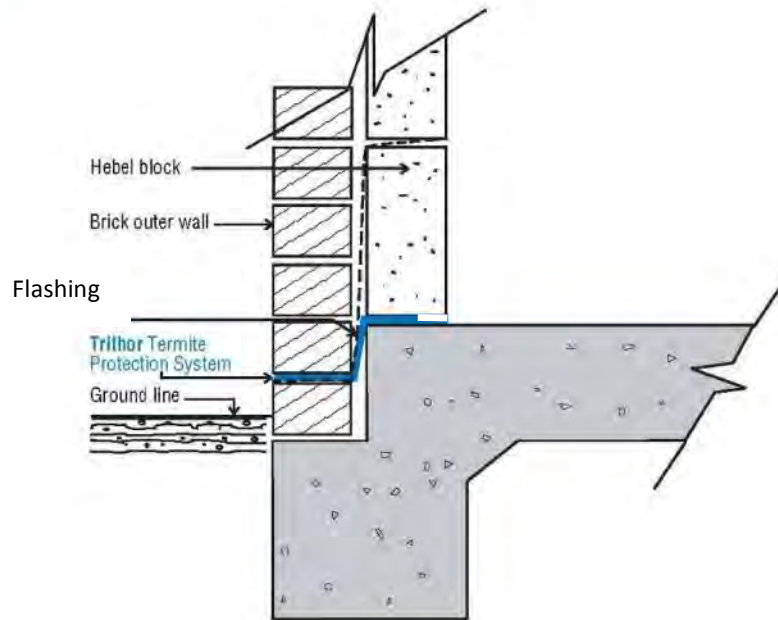 Hebel block
Brick outer wall
Flashing
Trithor Termite
Protection System
Ground line